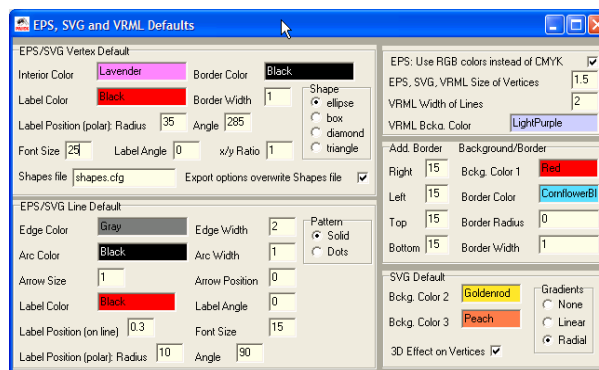 EPS, SVG and VRML Defaults
EPS/SVG Vertex Default
Interior Color Lavender Border Color Black
Label Color Black Border Width 1
Label Position (polar): Radius 35 Angle 285
Font Size 25 Label Angle 0 x/y Ratio 1
Shape
ellipse
box
diamond
triangle
Shapes file shapes.cfg Export options overwrite Shapes file
EPS/SVG Line Default
Edge Color Gray Edge Width 2
Arc Color Black Arc Width 1
Arrow Size 1 Arrow Position 0
Label Color Black Label Angle 0
Label Position (on line) 0.3 Font Size 15
Label Position (polar): Radius 10 Angle 90
Pattern
Solid
Dots
EPS: Use RGB colors instead of CMYK
EPS, SVG, VRML Size of Vertices 1.5
VRML Width of Lines 2
VRML Bckg. Color LightPurple
Add. Border Background/Border
Right 15 Bckg. Color 1 Red
Left 15 Border Color CornflowerBl
Top 15 Border Radius 0
Bottom 15 Border Width 1
SVG Default
Bckg. Color 2 Goldenrod
Bckg. Color 3 Peach
3D Effect on Vertices
Gradients
None
Linear
Radial